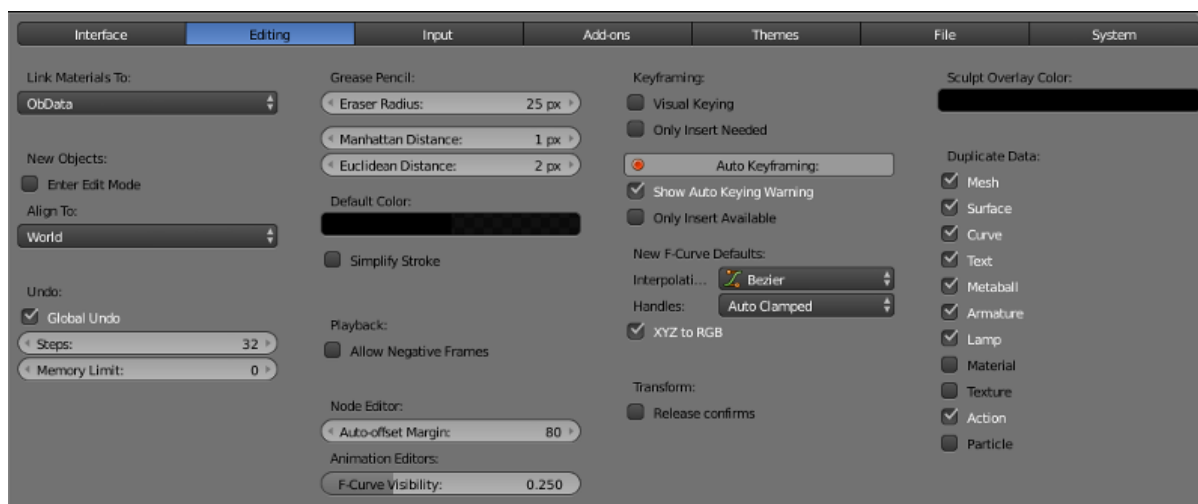 Interface Editing Input Add-ons Themes File System
Link Materials To:
ObData
New Objects:
Enter Edit Mode
Align To:
World
Undo:
Global Undo
Steps: 32
Memory Limit: 0
Grease Pencil:
Eraser Radius: 25 px
Manhattan Distance: 1 px
Euclidean Distance: 2 px
Default Color:
Simplify Stroke
Playback:
Allow Negative Frames
Node Editor:
Auto-offset Margin: 80
Animation Editors:
F-Curve Visibility: 0.250
Keyframing:
Visual Keying
Only Insert Needed
Auto Keyframing:
Show Auto Keying Warning
Only Insert Available
New F-Curve Defaults:
Interpolati... Bezier
Handles: Auto Clamped
XYZ to RGB
Transform:
Release confirms
Sculpt Overlay Color:
Duplicate Data:
Mesh
Surface
Curve
Text
Metaball
Armature
Lamp
Material
Texture
Action
Particle